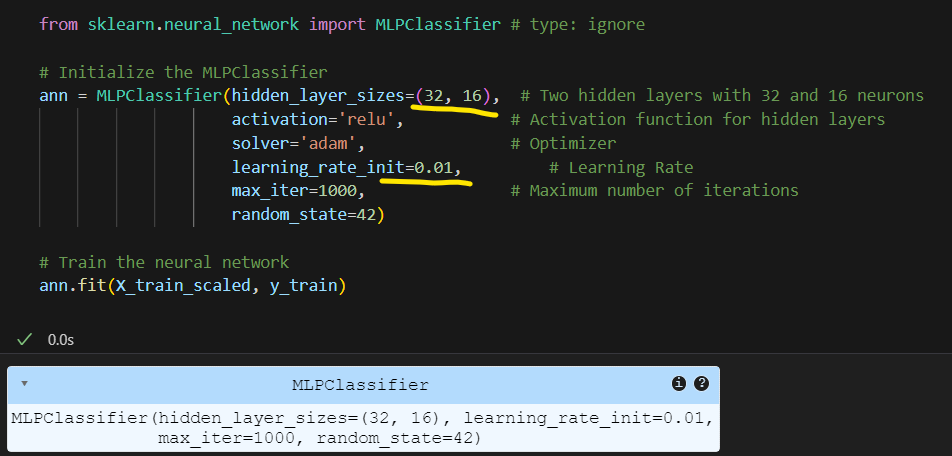 from sklearn.neural_network import MLPClassifier # type: ignore
# Initialize the MLPClassifier
ann = MLPClassifier(hidden_layer_sizes=(32, 16), # Two hidden layers with 32 and 16 neurons
activation='relu', # Activation function for hidden layers
solver='adam', # Optimizer
learning_rate_init=0.01, # Learning Rate
max_iter=1000, # Maximum number of iterations
random_state=42)
# Train the neural network
ann.fit(X_train_scaled, y_train)
0.0s
MLPClassifier i ?
MLPClassifier(hidden_layer_sizes=(32, 16), learning_rate_init=0.01,
max_iter=1000, random_state=42)